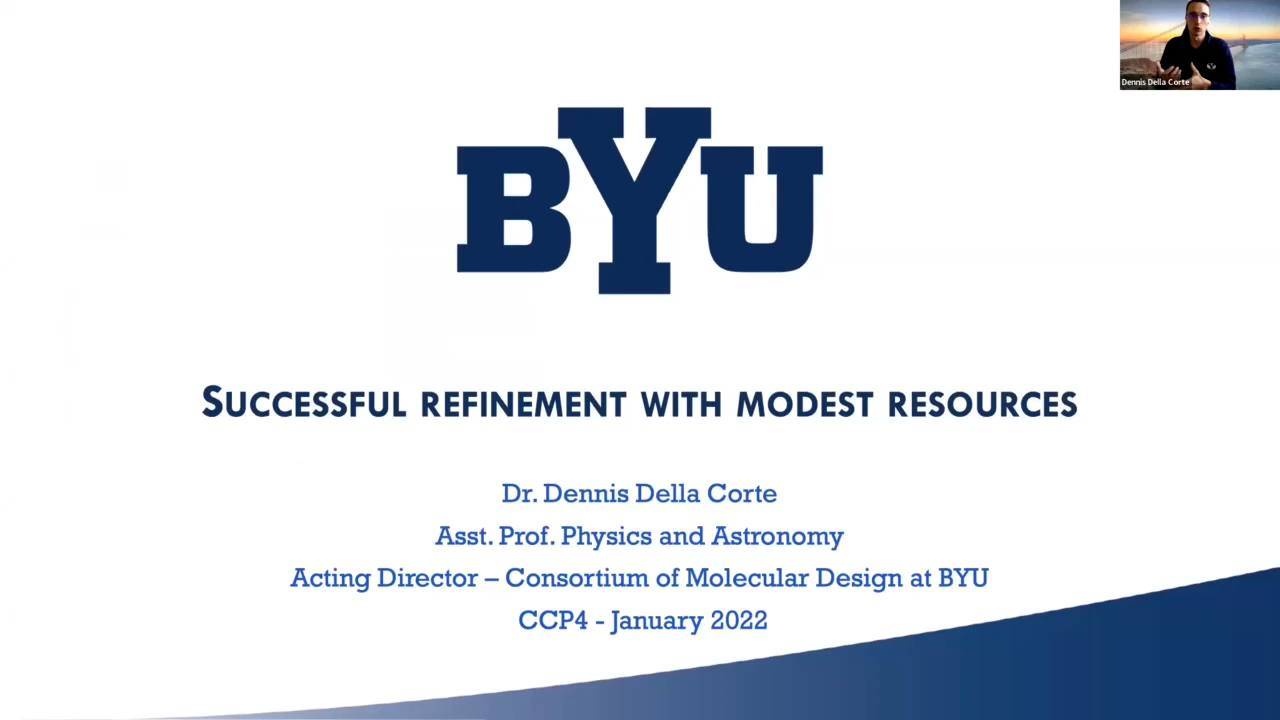 Dennis Della Corte
BYU
Successful refinement with modest resources
Dr. Dennis Della Corte
Asst. Prof. Physics and Astronomy
Acting Director – Consortium of Molecular Design at BYU
CCP4 - January 2022